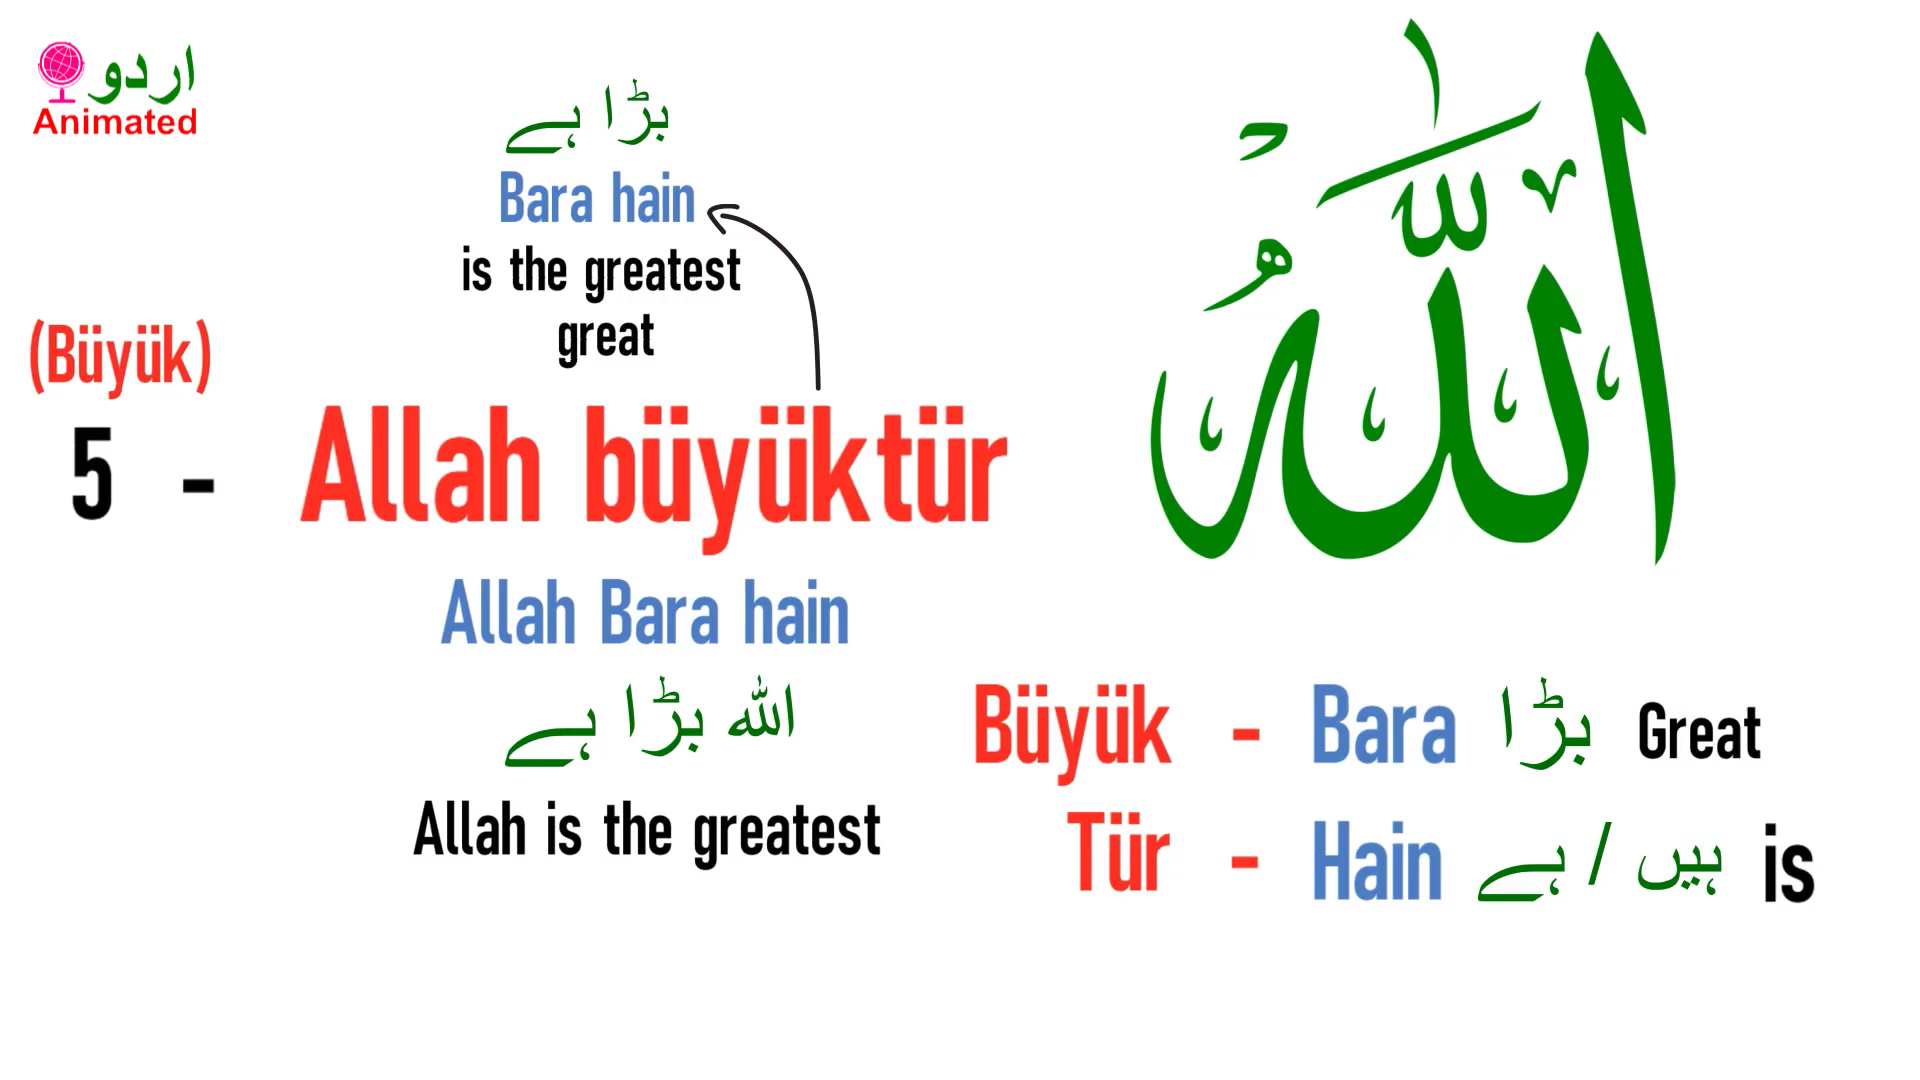 اردو
Animated
بڑا ہے
Bara hain
is the greatest
great
(Büyük)
5 - Allah büyüktür
Allah Bara hain
الله بڑا ہے
Allah is the greatest
اللّٰهُ
Büyük - Bara بڑا Great
Tür - Hain ہیں / ہے is